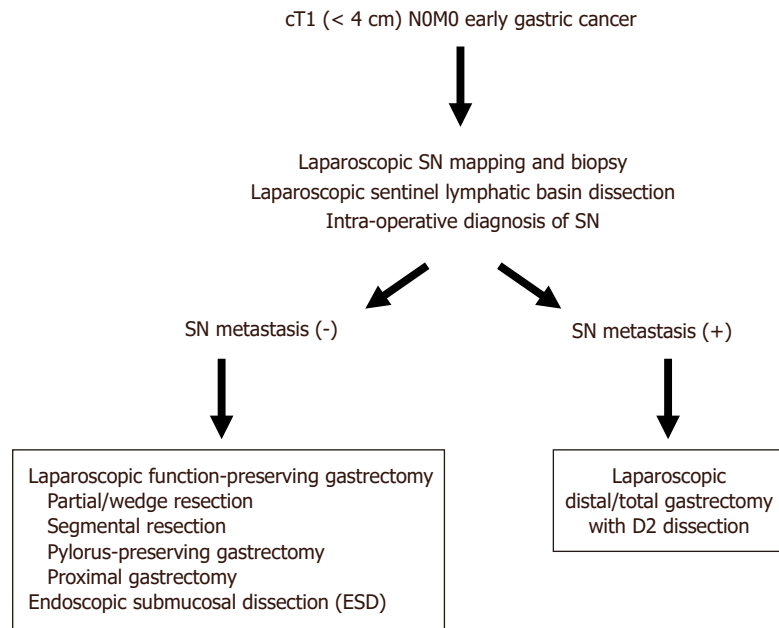 cT1 (< 4 cm) N0M0 early gastric cancer
Laparoscopic SN mapping and biopsy
Laparoscopic sentinel lymphatic basin dissection
Intra-operative diagnosis of SN
SN metastasis (-)
SN metastasis (+)
Laparoscopic function-preserving gastrectomy
Partial/wedge resection
Segmental resection
Pylorus-preserving gastrectomy
Proximal gastrectomy
Endoscopic submucosal dissection (ESD)
Laparoscopic
distal/total gastrectomy
with D2 dissection